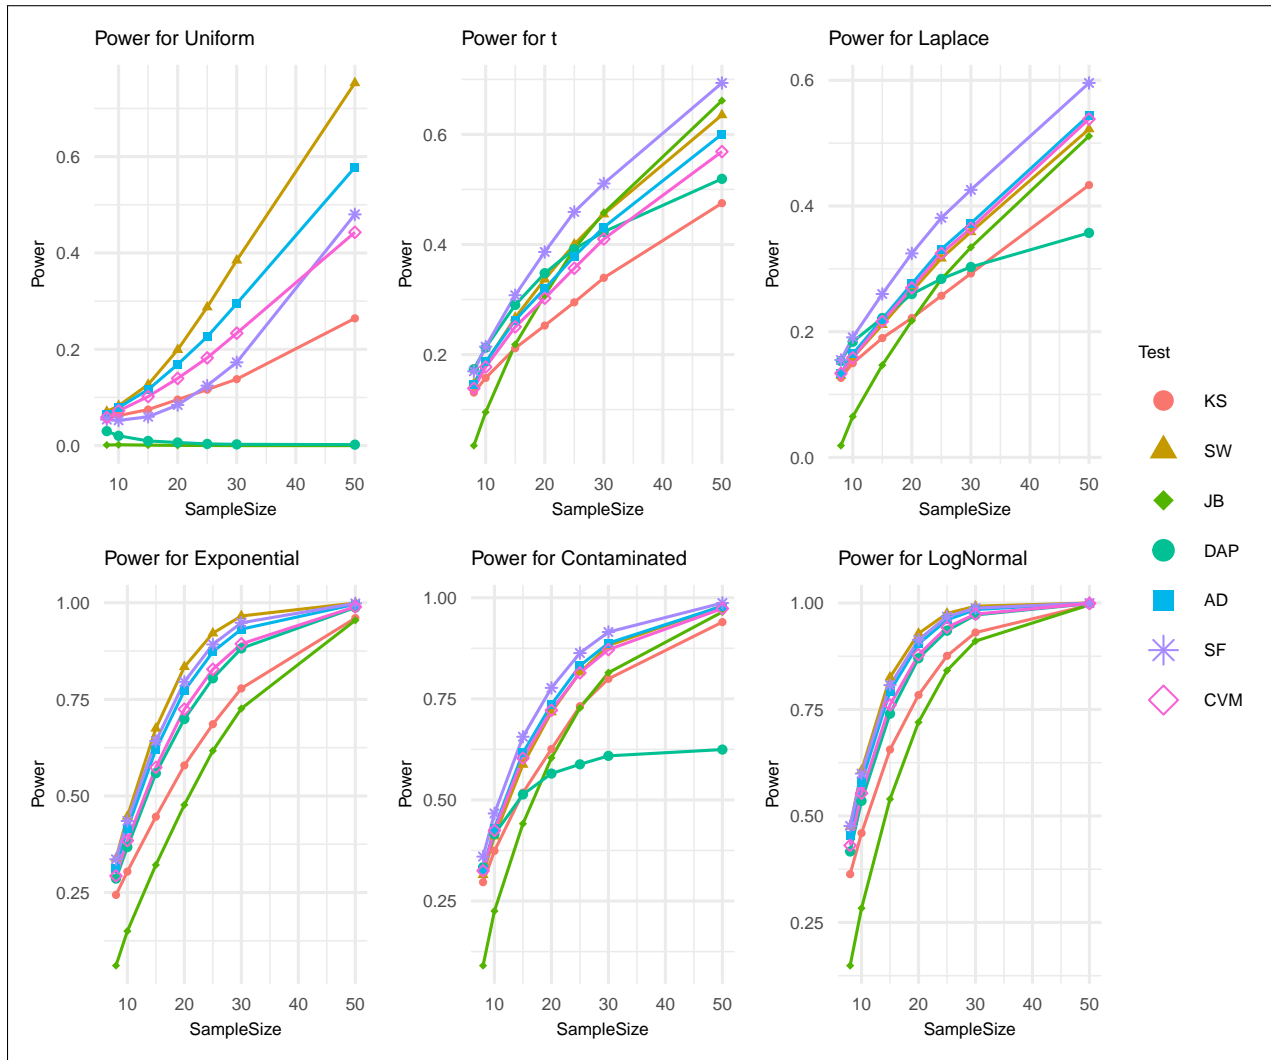 Power for Uniform
Power
0.6
0.4
0.2
0.0
10 20 30 40 50
SampleSize
Power for t
Power
0.6
0.4
0.2
10 20 30 40 50
SampleSize
Power for Laplace
Power
0.6
0.4
0.2
0.0
10 20 30 40 50
SampleSize
Power for Exponential
Power
1.00
0.75
0.50
0.25
10 20 30 40 50
SampleSize
Power for Contaminated
Power
1.00
0.75
0.50
0.25
10 20 30 40 50
SampleSize
Power for LogNormal
Power
1.00
0.75
0.50
0.25
10 20 30 40 50
SampleSize
Test
KS
SW
JB
DAP
AD
SF
CVM